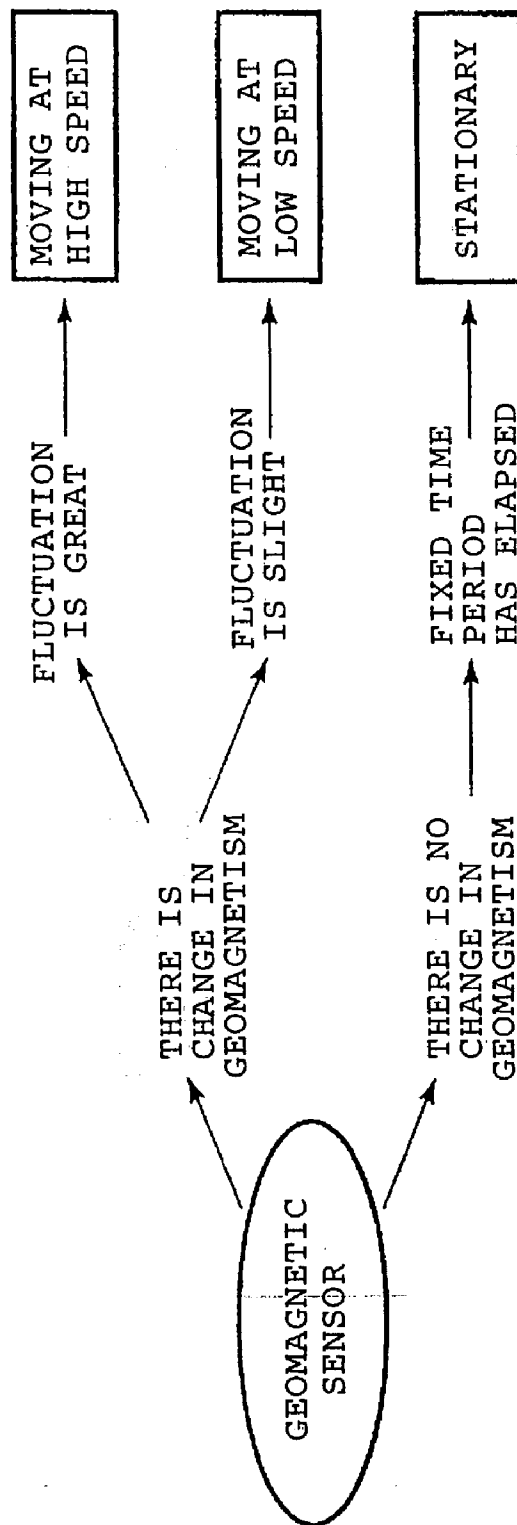 GEOMAGNETIC
SENSOR
THERE IS
CHANGE IN
GEOMAGNETISM
FLUCTUATION
IS GREAT
MOVING AT
HIGH SPEED
FLUCTUATION
IS SLIGHT
MOVING AT
LOW SPEED
THERE IS NO
CHANGE IN
GEOMAGNETISM
FIXED TIME
PERIOD
HAS ELAPSED
STATIONARY